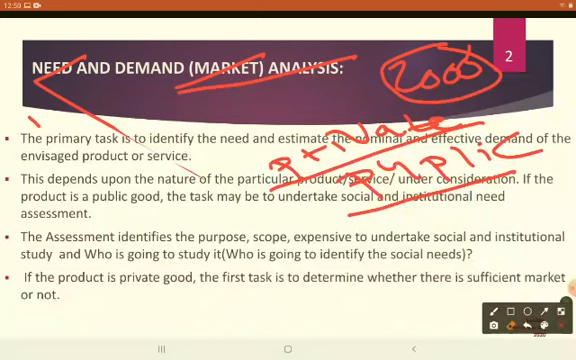 12:50
2
NEED AND DEMAND (MARKET) ANALYSIS:
2000
The primary task is to identify the need and estimate the nominal and effective demand of the
envisaged product or service.
private
public
This depends upon the nature of the particular product/service/ under consideration. If the
product is a public good, the task may be to undertake social and institutional need
assessment.
The Assessment identifies the purpose, scope, expensive to undertake social and institutional
study and Who is going to study it(Who is going to identify the social needs)?
If the product is private good, the first task is to determine whether there is sufficient market
or not.
2020